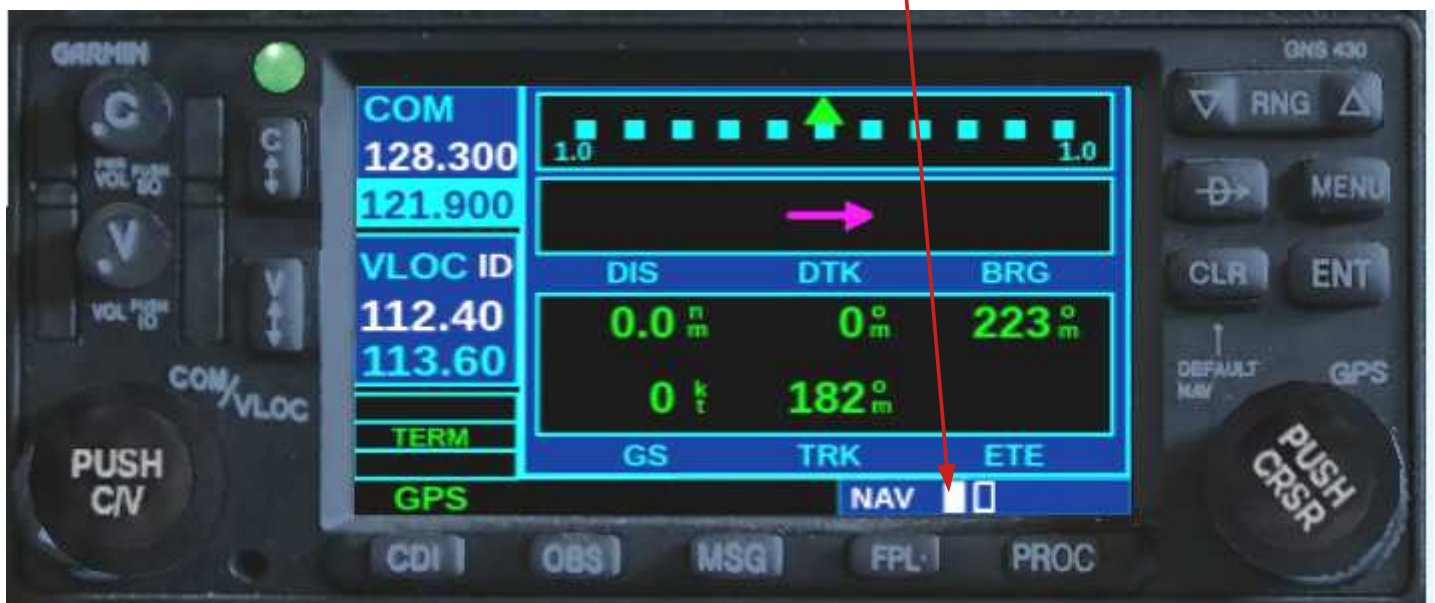 GARMIN
GNS 430
C
PWR VOL PUSH SQ
C
V
VOL PUSH ID
V
COM/VLOC
PUSH C/V
COM
128.300
121.900
VLOC ID
112.40
113.60
TERM
GPS
1.0 1.0
DIS DTK BRG
0.0 nm 0°m 223°m
0 kt 182°m
GS TRK ETE
NAV
RNG
D
MENU
CLR
ENT
DEFAULT NAV
GPS
PUSH CRSR
CDI OBS MSG FPL PROC